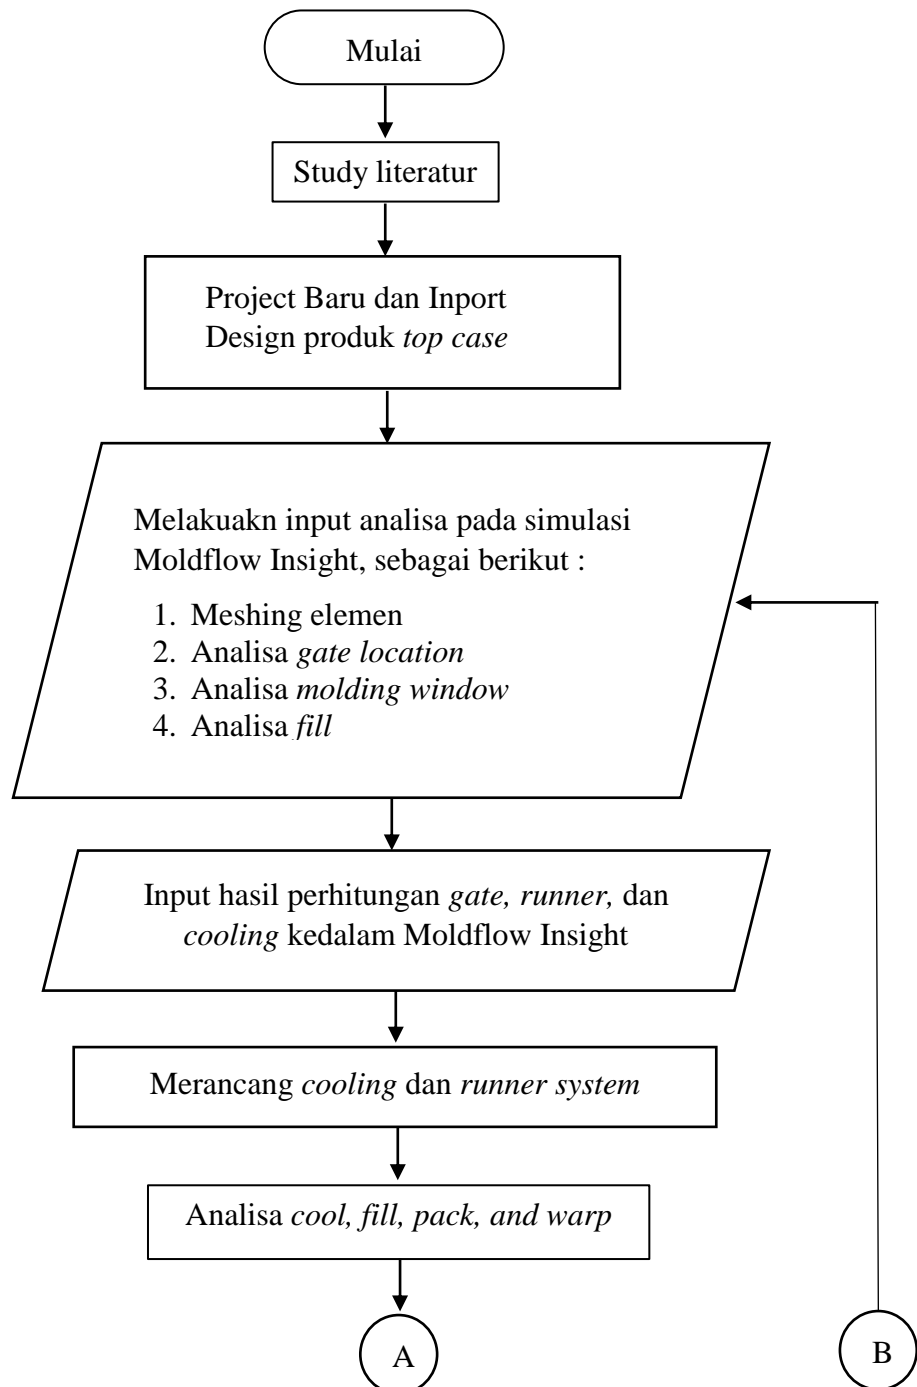 Mulai
Study literatur
Project Baru dan Inport
Design produk top case
Melakuakn input analisa pada simulasi
Moldflow Insight, sebagai berikut :
1. Meshing elemen
2. Analisa gate location
3. Analisa molding window
4. Analisa fill
Input hasil perhitungan gate, runner, dan
cooling kedalam Moldflow Insight
Merancang cooling dan runner system
Analisa cool, fill, pack, and warp
A
B